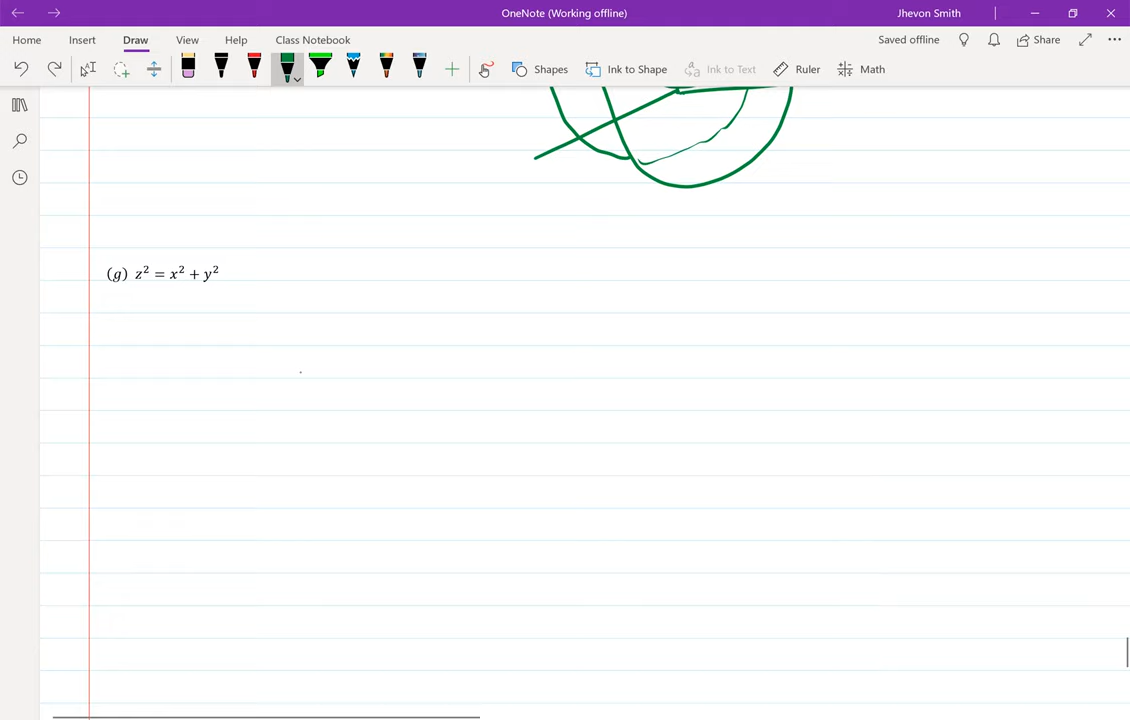 OneNote (Working offline)
Jhevon Smith
Home Insert Draw View Help Class Notebook
Saved offline
Share
Shapes Ink to Shape Ink to Text Ruler Math
(g) z² = x² + y²